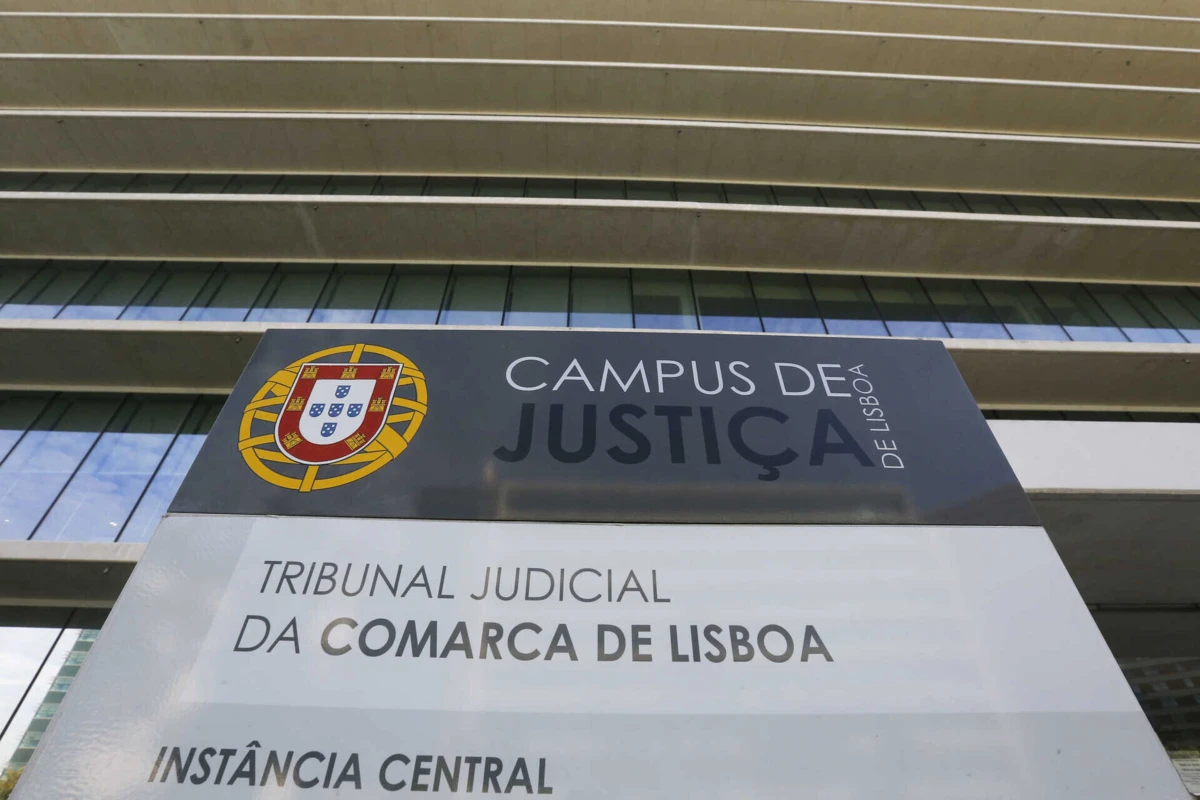 CAMPUS DE
JUSTIÇA
DE LISBOA
TRIBUNAL JUDICIAL
DA COMARCA DE LISBOA
INSTÂNCIA CENTRAL